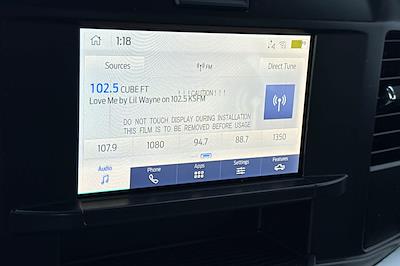 1:18
Sources
FM
Direct Tune
102.5 CUBE FT
!!!CAUTION!!!
Love Me by Lil Wayne on 102.5 KSFM
DO NOT TOUCH DISPLAY DURING INSTALLATION
THIS FILM IS TO BE REMOVED BEFORE USAGE
107.9 1080 94.7 88.7 1350
Audio Phone Apps Settings Features